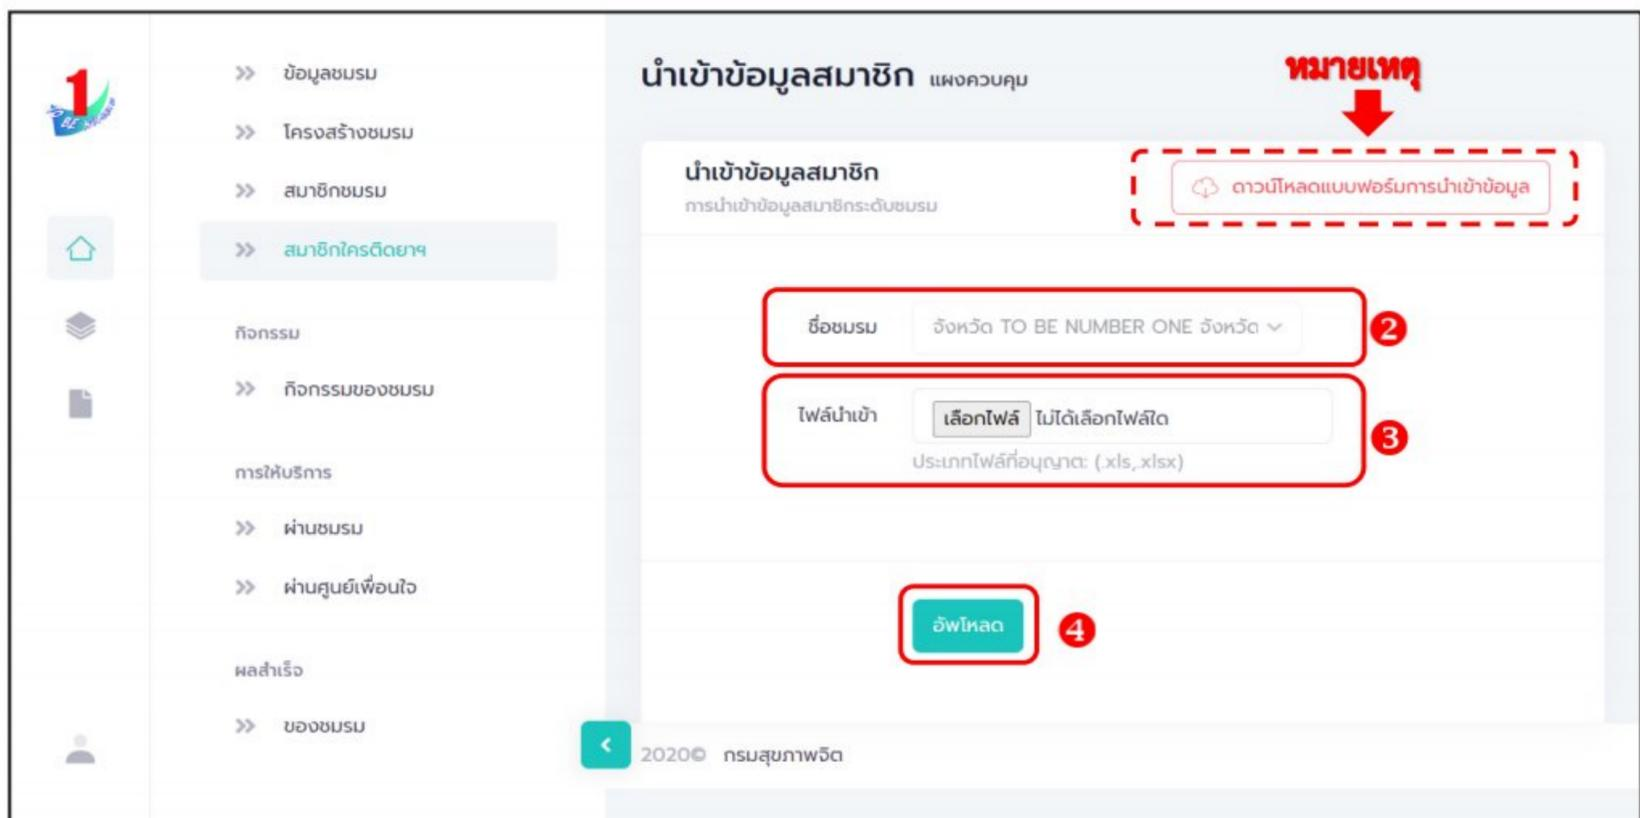 1
TO BE NUMBER
ข้อมูลชมรม
โครงสร้างชมรม
สมาชิกชมรม
สมาชิกใครติดยาฯ
กิจกรรม
กิจกรรมของชมรม
การให้บริการ
ผ่านชมรม
ผ่านศูนย์เพื่อนใจ
ผลสำเร็จ
ของชมรม
นำเข้าข้อมูลสมาชิก แผงควบคุม
หมายเหตุ
นำเข้าข้อมูลสมาชิก
การนำเข้าข้อมูลสมาชิกระดับชมรม
ดาวน์โหลดแบบฟอร์มการนำเข้าข้อมูล
ชื่อชมรม จังหวัด TO BE NUMBER ONE จังหวัด
2
ไฟล์นำเข้า เลือกไฟล์ ไม่ได้เลือกไฟล์ใด
3
ประเภทไฟล์ที่อนุญาต: (.xls,.xlsx)
อัพโหลด
4
2020© กรมสุขภาพจิต